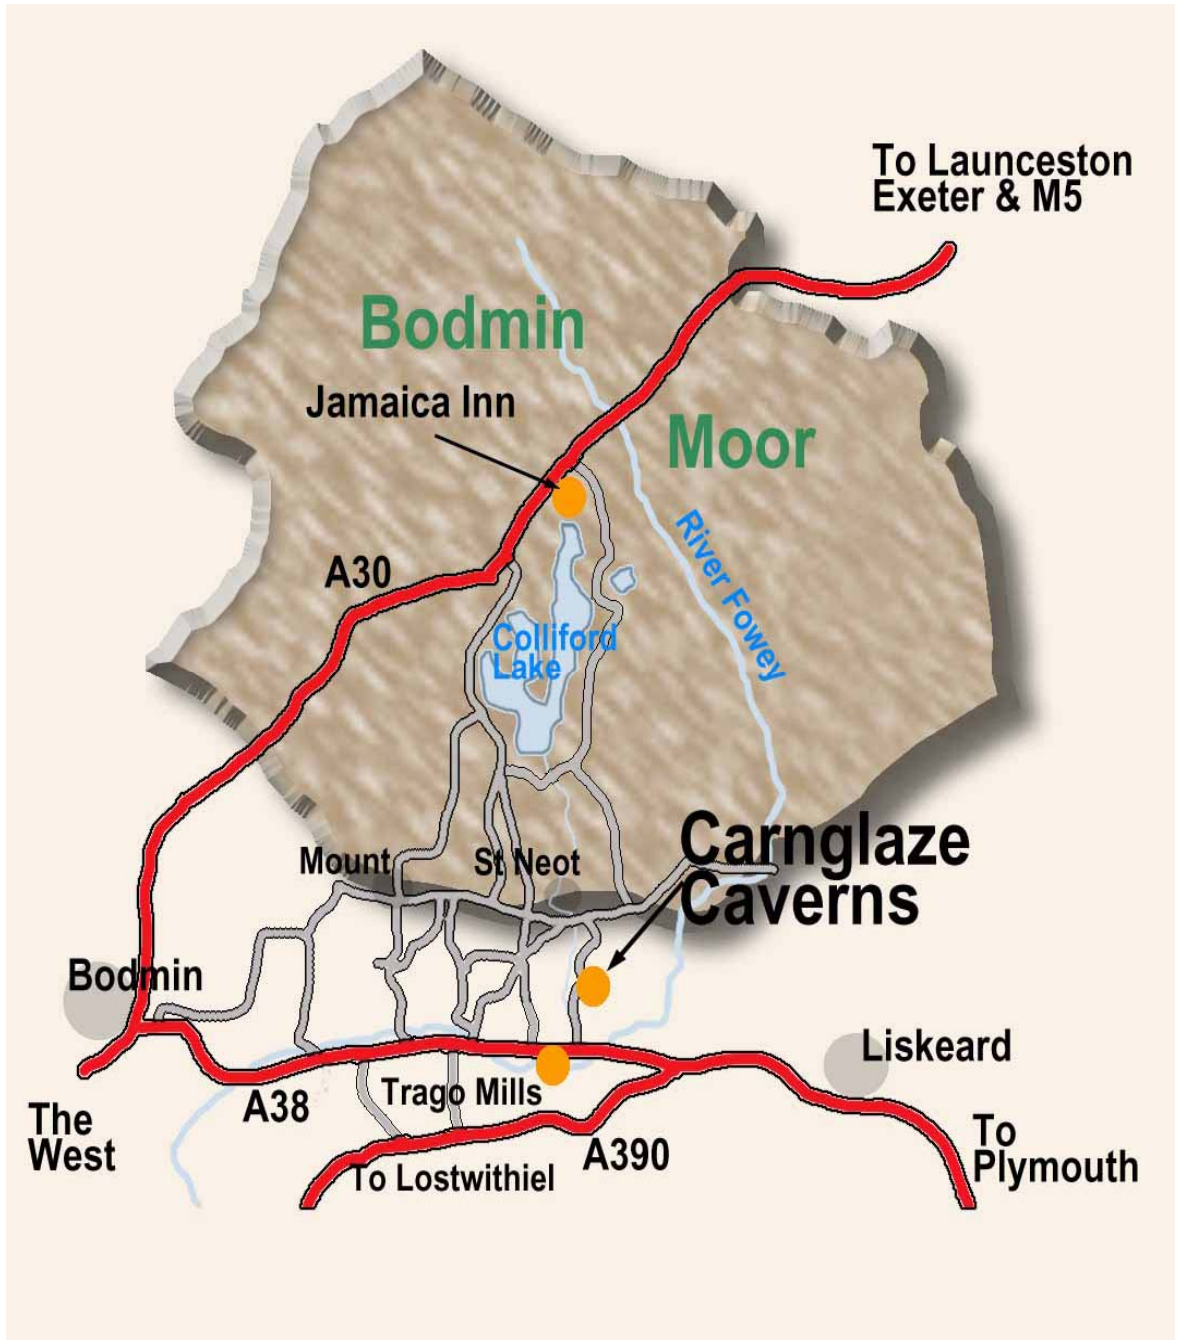 To Launceston
Exeter & M5
Bodmin
Jamaica Inn
Moor
River Fowey
A30
Colliford
Lake
Carnglaze
Caverns
Mount
St Neot
Bodmin
Liskeard
Trago Mills
A38
The
West
A390
To
Plymouth
To Lostwithiel